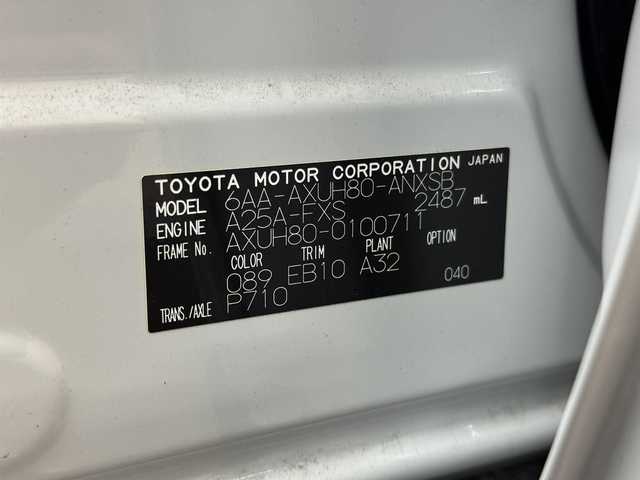 TOYOTA MOTOR CORPORATION JAPAN
MODEL 6AA-AXUH80-ANXSB
ENGINE A25A-FXS 2487 mL
FRAME No. AXUH80-0100711
COLOR TRIM PLANT OPTION
089 EB10 A32 040
TRANS./AXLE P710